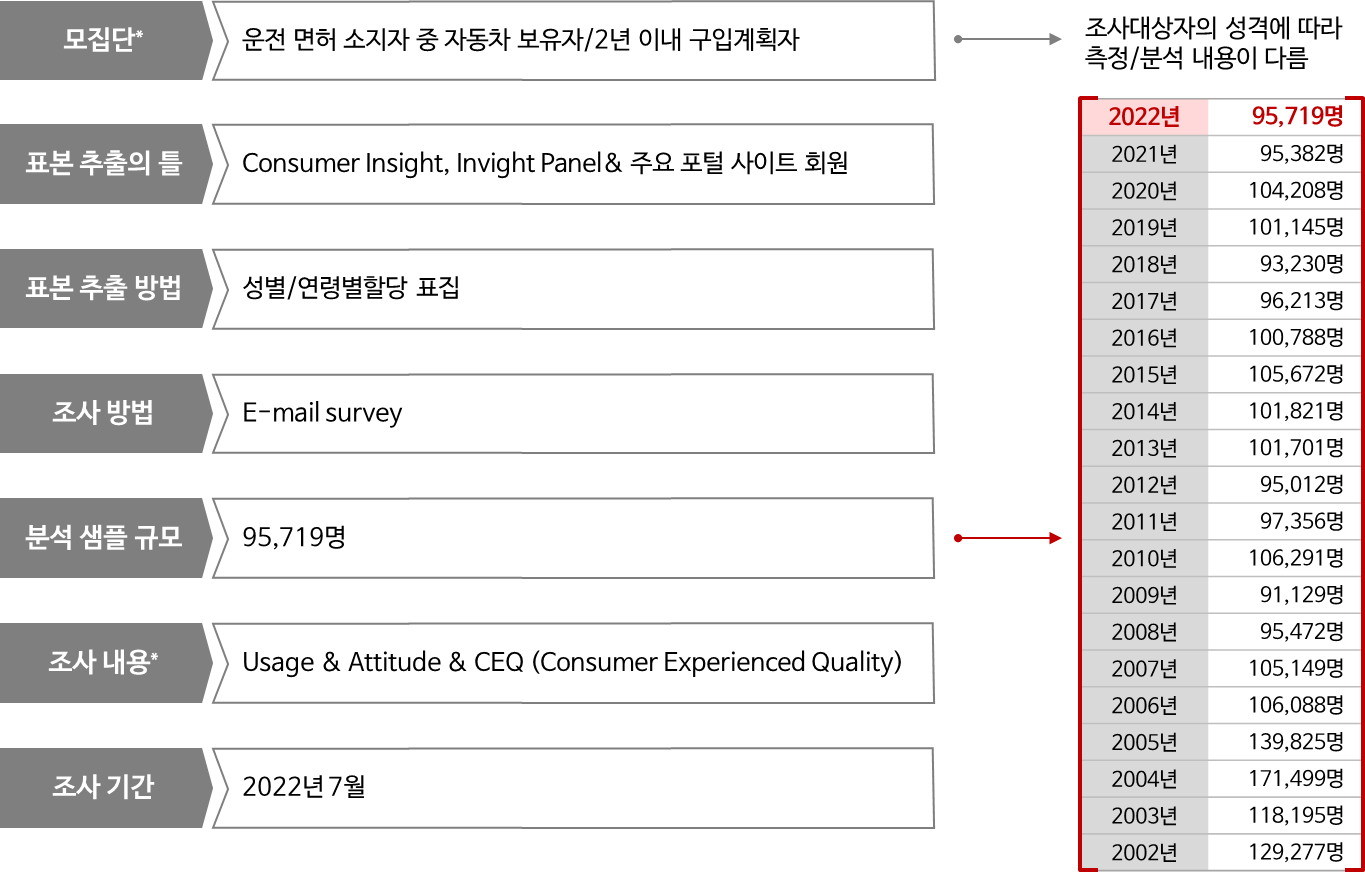 모집단*
운전 면허 소지자 중 자동차 보유자/2년 이내 구입계획자
조사대상자의 성격에 따라
측정/분석 내용이 다름
표본 추출의 틀
Consumer Insight, Invight Panel& 주요 포털 사이트 회원
표본 추출 방법
성별/연령별할당 표집
조사 방법
E-mail survey
분석 샘플 규모
95,719명
조사 내용*
Usage & Attitude & CEQ (Consumer Experienced Quality)
조사 기간
2022년 7월
2022년 95,719명
2021년 95,382명
2020년 104,208명
2019년 101,145명
2018년 93,230명
2017년 96,213명
2016년 100,788명
2015년 105,672명
2014년 101,821명
2013년 101,701명
2012년 95,012명
2011년 97,356명
2010년 106,291명
2009년 91,129명
2008년 95,472명
2007년 105,149명
2006년 106,088명
2005년 139,825명
2004년 171,499명
2003년 118,195명
2002년 129,277명